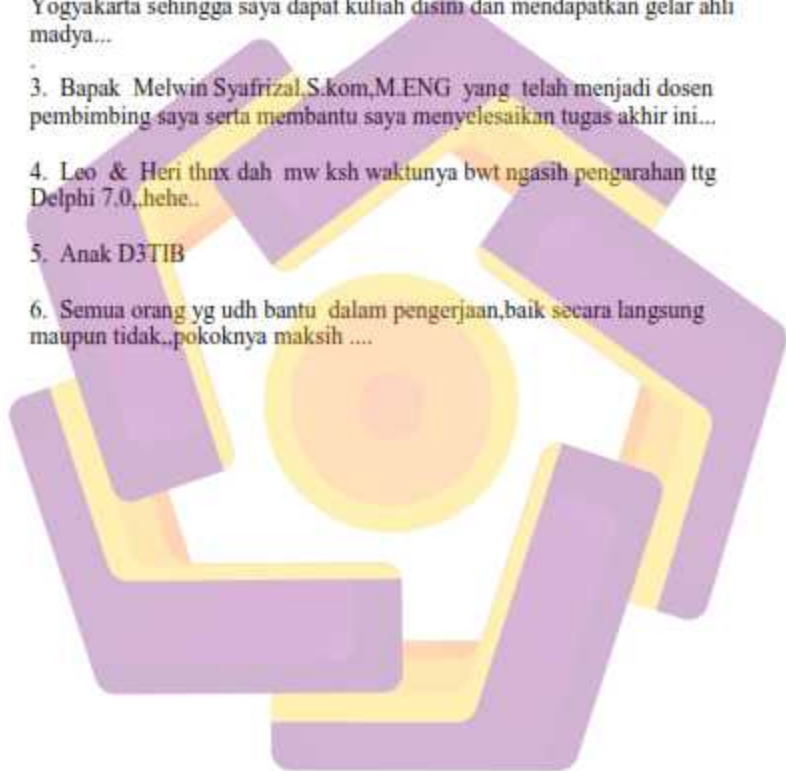 Yogyakarta sehingga saya dapat kuliah disini dan mendapatkan gelar ahli
madya...
.
3. Bapak Melwin Syafrizal,S.kom,M.ENG yang telah menjadi dosen
pembimbing saya serta membantu saya menyelesaikan tugas akhir ini...
4. Leo & Heri thnx dah mw ksh waktunya bwt ngasih pengarahan ttg
Delphi 7.0,,hehe..
5. Anak D3TIB
6. Semua orang yg udh bantu dalam pengerjaan,baik secara langsung
maupun tidak,,pokoknya maksih ....